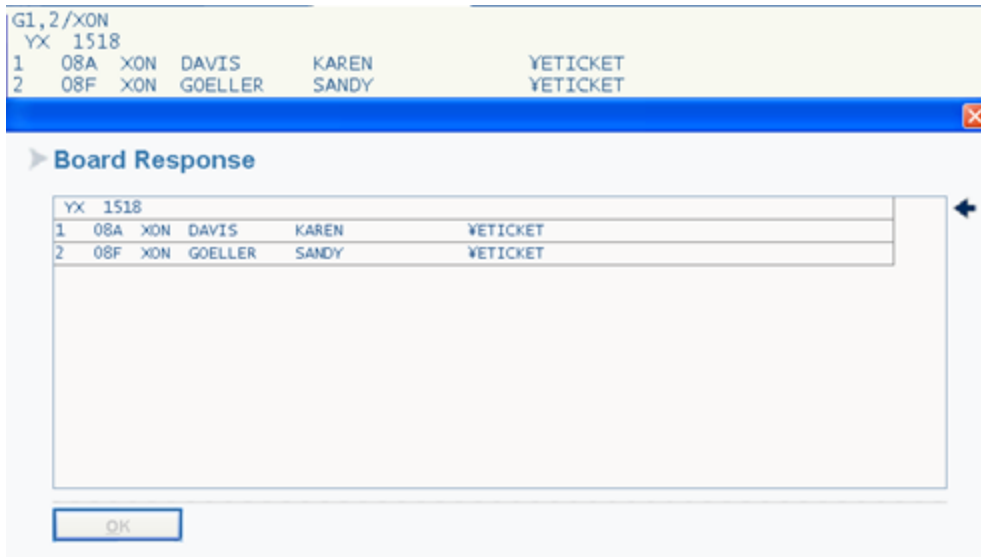 G1,2/XON
YX 1518
1 08A XON DAVIS KAREN ¥ETICKET
2 08F XON GOELLER SANDY ¥ETICKET
Board Response
YX 1518
1 08A XON DAVIS KAREN ¥ETICKET
2 08F XON GOELLER SANDY ¥ETICKET
OK